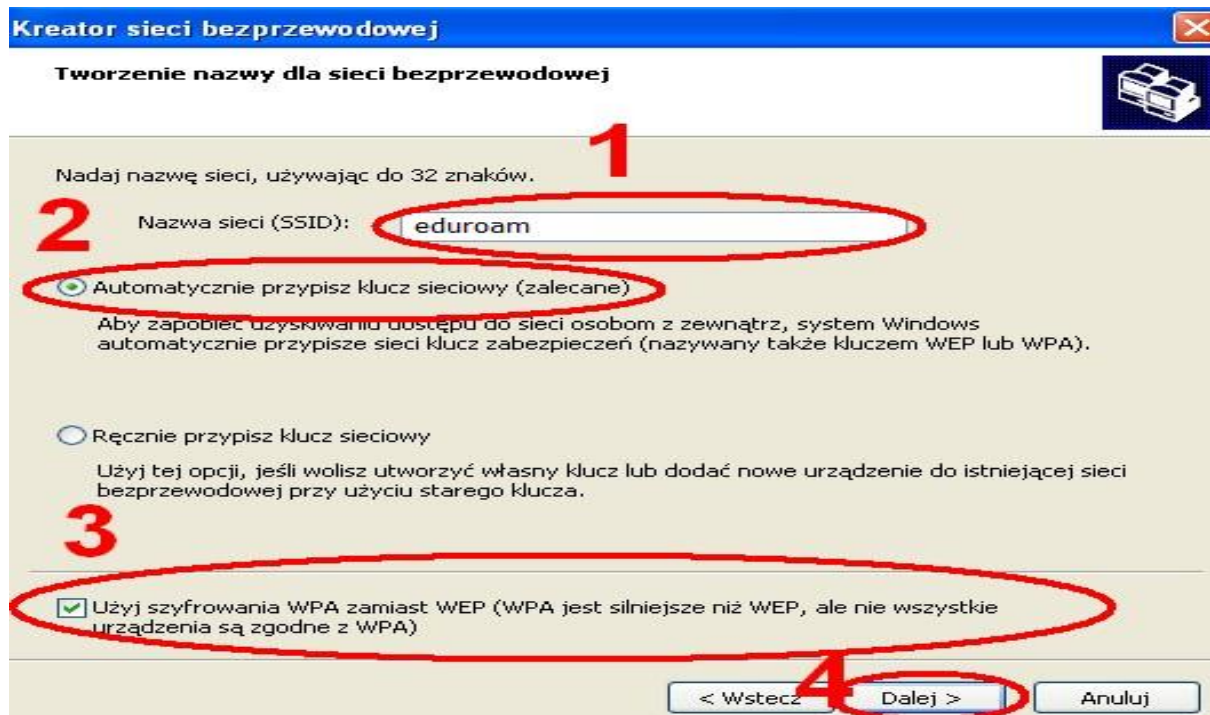 Kreator sieci bezprzewodowej
Tworzenie nazwy dla sieci bezprzewodowej
1
Nadaj nazwę sieci, używając do 32 znaków.
2
Nazwa sieci (SSID): eduroam
Automatycznie przypisz klucz sieciowy (zalecane)
Aby zapobiec uzyskiwaniu dostępu do sieci osobom z zewnątrz, system Windows
automatycznie przypisze sieci klucz zabezpieczeń (nazywany także kluczem WEP lub WPA).
Ręcznie przypisz klucz sieciowy
Użyj tej opcji, jeśli wolisz utworzyć własny klucz lub dodać nowe urządzenie do istniejącej sieci
bezprzewodowej przy użyciu starego klucza.
3
Użyj szyfrowania WPA zamiast WEP (WPA jest silniejsze niż WEP, ale nie wszystkie
urządzenia są zgodne z WPA)
4
< Wstecz Dalej > Anuluj